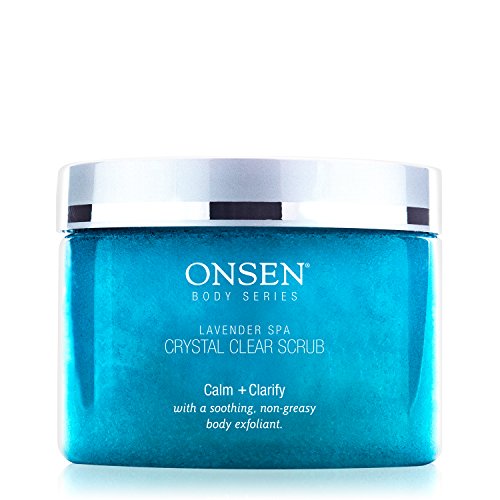 ONSEN®
BODY SERIES
LAVENDER SPA
CRYSTAL CLEAR SCRUB
Calm + Clarify
with a soothing, non-greasy
body exfoliant.